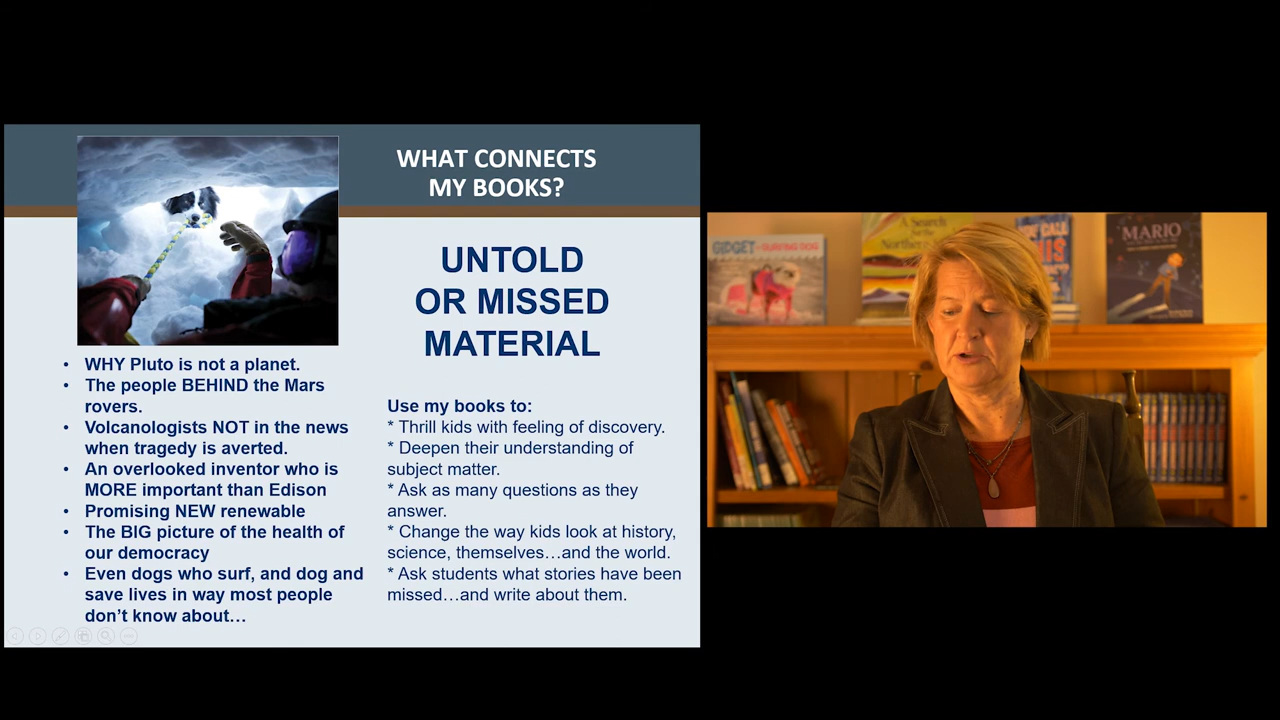 WHAT CONNECTS
MY BOOKS?
UNTOLD
OR MISSED
MATERIAL
• WHY Pluto is not a planet.
• The people BEHIND the Mars
rovers.
• Volcanologists NOT in the news
when tragedy is averted.
• An overlooked inventor who is
MORE important than Edison
• Promising NEW renewable
• The BIG picture of the health of
our democracy
• Even dogs who surf, and dog and
save lives in way most people
don’t know about…
Use my books to:
* Thrill kids with feeling of discovery.
* Deepen their understanding of
subject matter.
* Ask as many questions as they
answer.
* Change the way kids look at history,
science, themselves…and the world.
* Ask students what stories have been
missed…and write about them.
GIDGET
SURFING DOG
A Search
for the
Northern
CALL
MARIO